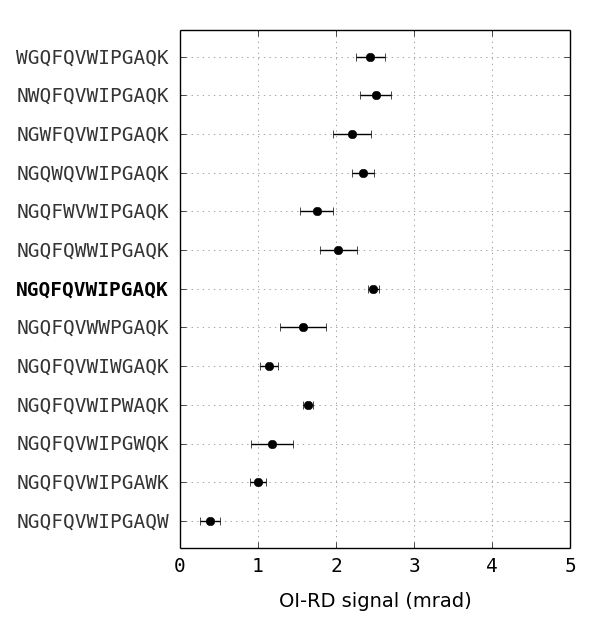 WGQFQVWIPGAQK
NWQFQVWIPGAQK
NGWFQVWIPGAQK
NGQWQVWIPGAQK
NGQFWVWIPGAQK
NGQFQWWIPGAQK
NGQFQVWIPGAQK
NGQFQVWWPGAQK
NGQFQVWIWGAQK
NGQFQVWIPWAQK
NGQFQVWIPGWQK
NGQFQVWIPGAWK
NGQFQVWIPGAQW
0 1 2 3 4 5
OI-RD signal (mrad)